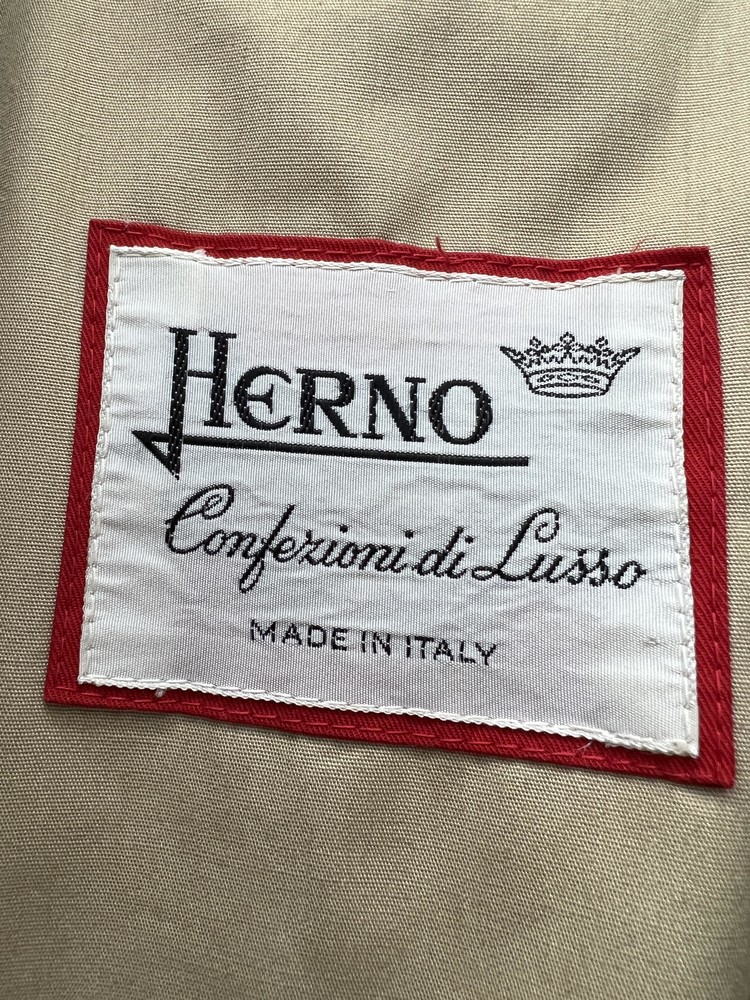 HERNO
Confezioni di Lusso
MADE IN ITALY